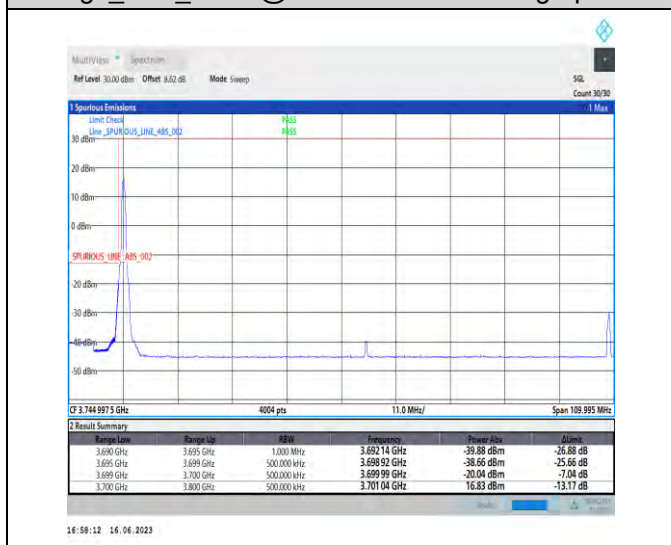 MultiView Spectrum
Ref Level 30.00 dBm Offset 8.62 dB Mode Sweep SGL
Count 30/30
1 Spurious Emissions 1 Max
Limit Check PASS
Line _SPURIOUS_LINE_ABS_002 PASS
30 dBm
20 dBm
10 dBm
0 dBm
_SPURIOUS_LINE_ABS_002
-20 dBm
-30 dBm
-40 dBm
-50 dBm
CF 3.744 997 5 GHz 4004 pts 11.0 MHz/ Span 109.995 MHz
2 Result Summary
Range Low Range Up RBW Frequency Power Abs ΔLimit
3.690 GHz 3.695 GHz 1.000 MHz 3.692 14 GHz -39.88 dBm -26.88 dB
3.695 GHz 3.699 GHz 500.000 kHz 3.698 92 GHz -38.66 dBm -25.66 dB
3.699 GHz 3.700 GHz 500.000 kHz 3.699 99 GHz -20.04 dBm -7.04 dB
3.700 GHz 3.800 GHz 500.000 kHz 3.701 04 GHz 16.83 dBm -13.17 dB
16:58:12 16.06.2023